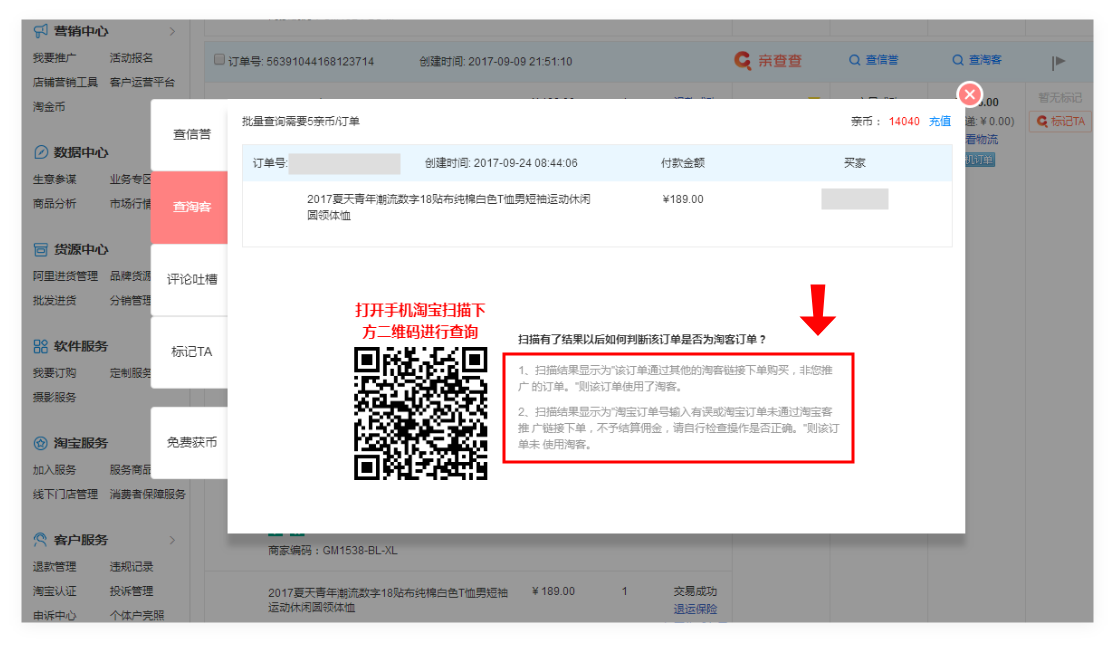 营销中心
我要推广 活动报名
店铺营销工具 客户运营平台
淘金币
数据中心
生意参谋 业务专区
商品分析 市场行情
货源中心
阿里进货管理 品牌货源
批发进货 分销管理
软件服务
我要订购 定制服务
摄影服务
淘宝服务
加入服务 服务商品
线下门店管理 消费者保障服务
客户服务
退款管理 违规记录
淘宝认证 投诉管理
申诉中心 个体户亮照
订单号: 56391044168123714 创建时间: 2017-09-09 21:51:10 亲查查 查信誉 查淘客
暂无标记
.00
标记TA
递: ¥ 0.00)
看物流
查信誉
查淘客
评论吐槽
标记TA
免费获币
批量查询需要5亲币/订单 亲币： 14040 充值
订单号: 创建时间: 2017-09-24 08:44:06 付款金额 买家
2017夏天青年潮流数字18贴布纯棉白色T恤男短袖运动休闲 ¥189.00
圆领体恤
打开手机淘宝扫描下
方二维码进行查询
扫描有了结果以后如何判断该订单是否为淘客订单？
1、扫描结果显示为"该订单通过其他的淘客链接下单购买，非您推
广 的订单。"则该订单使用了淘客。
2、扫描结果显示为"淘宝订单号输入有误或淘宝订单未通过淘宝客
推 广链接下单，不予结算佣金，请自行检查操作是否正确。"则该订
单未 使用淘客。
商家编码：GM1538-BL-XL
2017夏天青年潮流数字18贴布纯棉白色T恤男短袖 ¥ 189.00 1 交易成功
运动休闲圆领体恤 退运保险